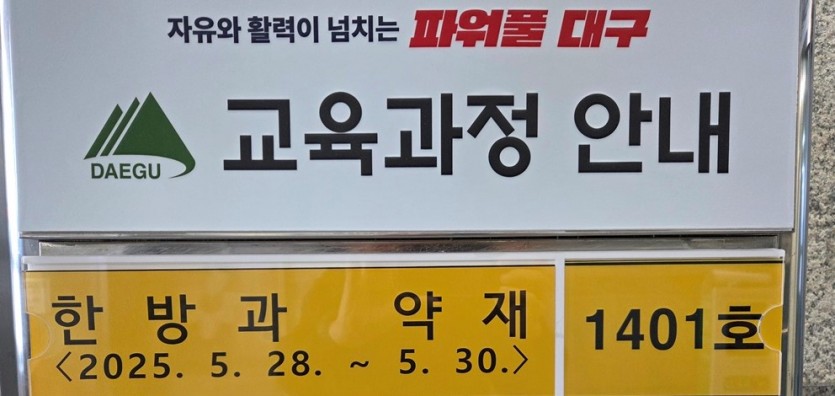 자유와 활력이 넘치는 파워풀 대구
DAEGU 교육과정 안내
한 방 과 약 재 1401호
<2025. 5. 28. ~ 5. 30.>